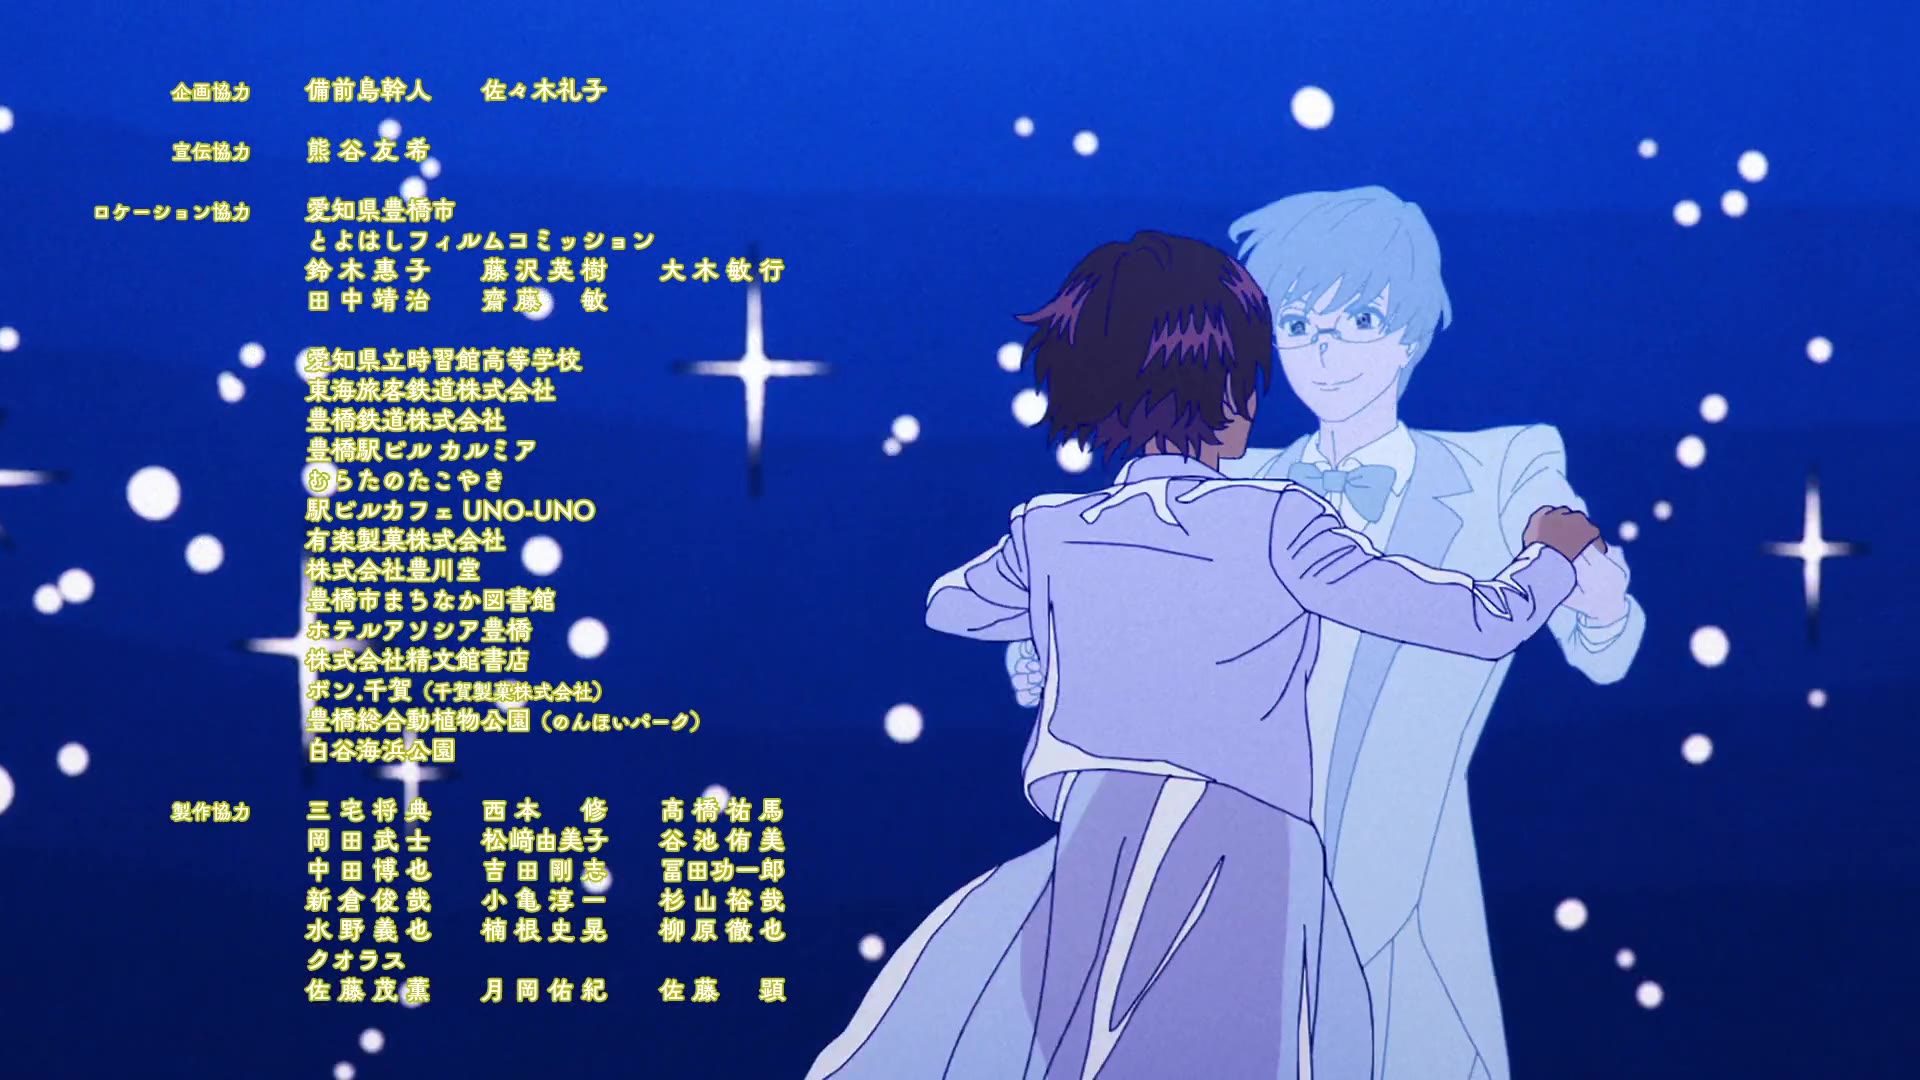 企画協力 備前島幹人 佐々木礼子
宣伝協力 熊谷友希
ロケーション協力 愛知県豊橋市
とよはしフィルムコミッション
鈴木惠子 藤沢英樹 大木敏行
田中靖治 齋藤敏
愛知県立時習館高等学校
東海旅客鉄道株式会社
豊橋鉄道株式会社
豊橋駅ビル カルミア
むらたのたこやき
駅ビルカフェ UNO-UNO
有楽製菓株式会社
株式会社豊川堂
豊橋市まちなか図書館
ホテルアソシア豊橋
株式会社精文館書店
ボン.千賀（千賀製菓株式会社）
豊橋総合動植物公園（のんほいパーク）
白谷海浜公園
製作協力 三宅将典 西本修 髙橋祐馬
岡田武士 松﨑由美子 谷池侑美
中田博也 吉田剛志 冨田功一郎
新倉俊哉 小亀淳一 杉山裕哉
水野義也 楠根史晃 柳原徹也
クオラス
佐藤茂薫 月岡佑紀 佐藤顕